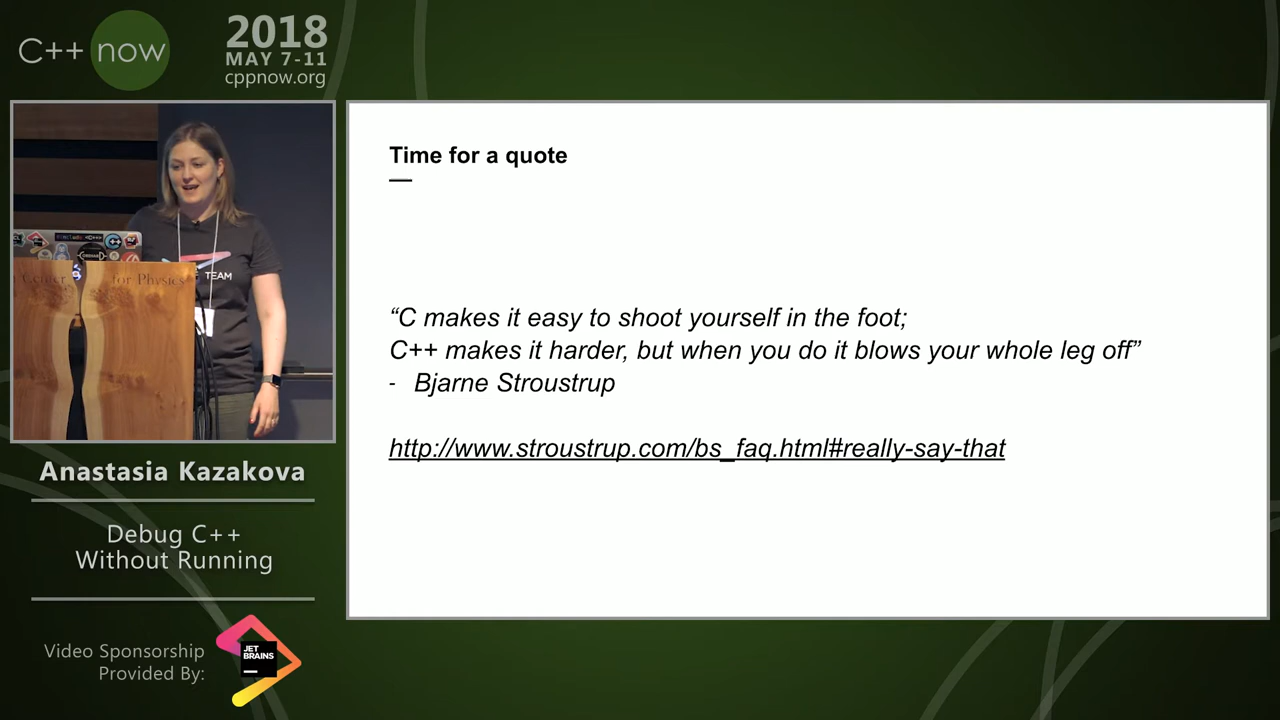 C++ now
2018
MAY 7-11
cppnow.org
TEAM
Center for Physics
Anastasia Kazakova
Debug C++
Without Running
Video Sponsorship
Provided By:
JET
BRAINS
Time for a quote
“C makes it easy to shoot yourself in the foot;
C++ makes it harder, but when you do it blows your whole leg off”
- Bjarne Stroustrup
http://www.stroustrup.com/bs_faq.html#really-say-that